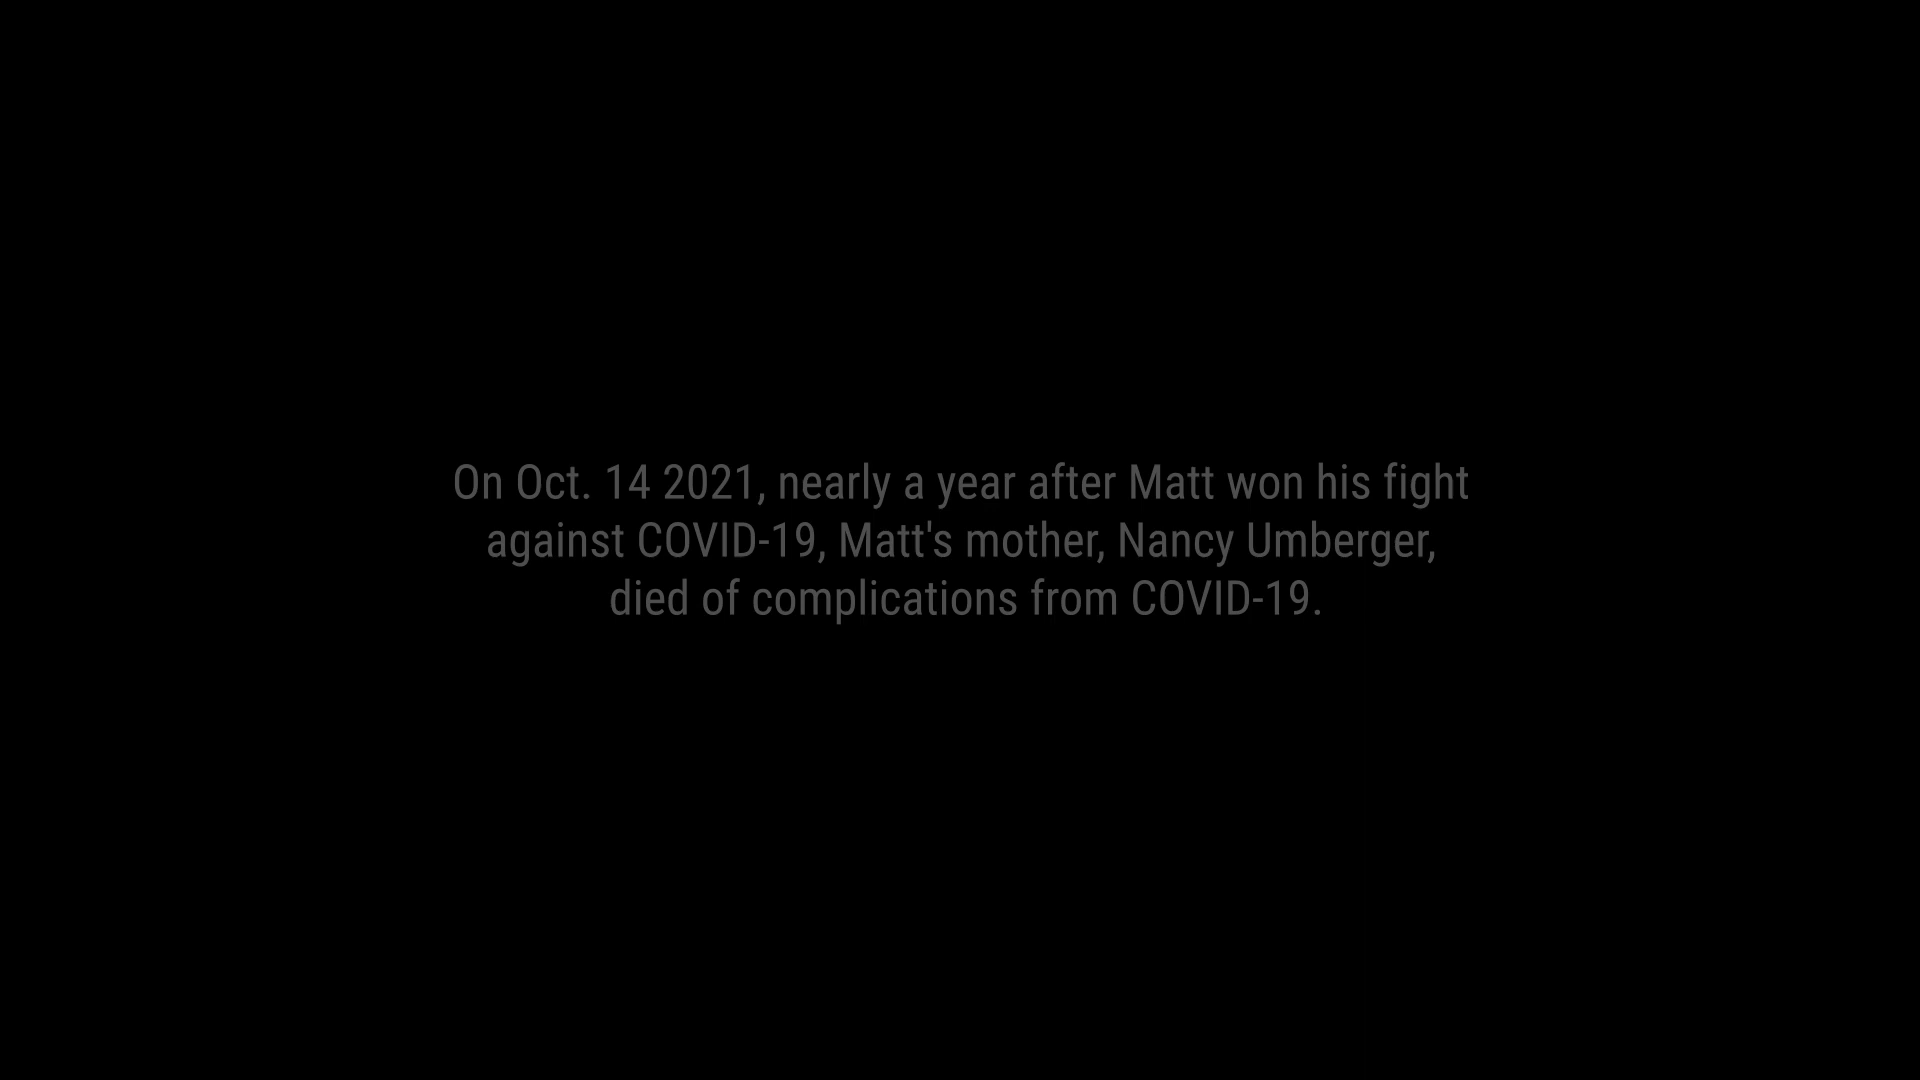 On Oct. 14 2021, nearly a year after Matt won his fight
against COVID-19, Matt's mother, Nancy Umberger,
died of complications from COVID-19.